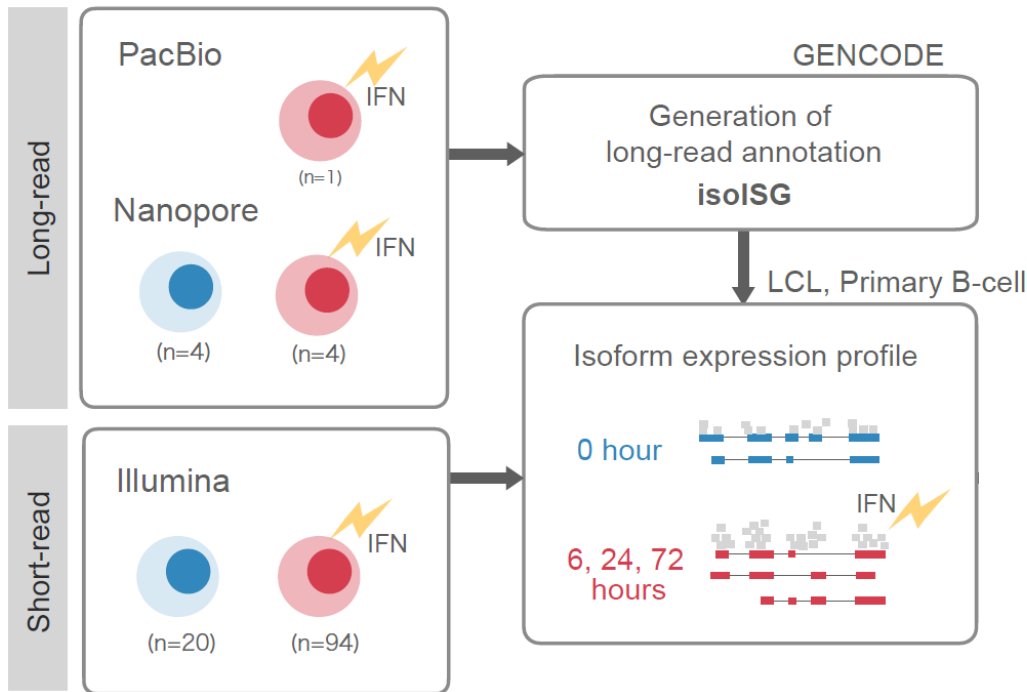 Long-read
PacBio
IFN
(n=1)
Nanopore
IFN
(n=4)
(n=4)
GENCODE
Generation of
long-read annotation
isoISG
LCL, Primary B-cell
Short-read
Illumina
IFN
(n=20)
(n=94)
Isoform expression profile
0 hour
IFN
6, 24, 72
hours